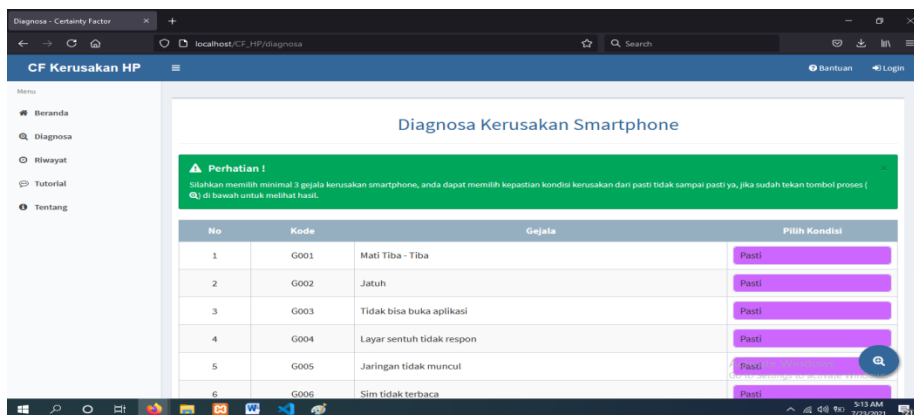 Diagnosa - Certainty Factor
localhost/CF_HP/diagnosa
Search
CF Kerusakan HP
Bantuan
Login
Menu
Beranda
Diagnosa
Riwayat
Tutorial
Tentang
Diagnosa Kerusakan Smartphone
Perhatian !
Silahkan memilih minimal 3 gejala kerusakan smartphone, anda dapat memilih kepastian kondisi kerusakan dari pasti tidak sampai pasti ya, jika sudah tekan tombol proses (
) di bawah untuk melihat hasil.
No Kode Gejala Pilih Kondisi
1 G001 Mati Tiba - Tiba Pasti
2 G002 Jatuh Pasti
3 G003 Tidak bisa buka aplikasi Pasti
4 G004 Layar sentuh tidak respon Pasti
5 G005 Jaringan tidak muncul Pasti
6 G006 Sim tidak terbaca Pasti
5:13 AM
7/23/2021